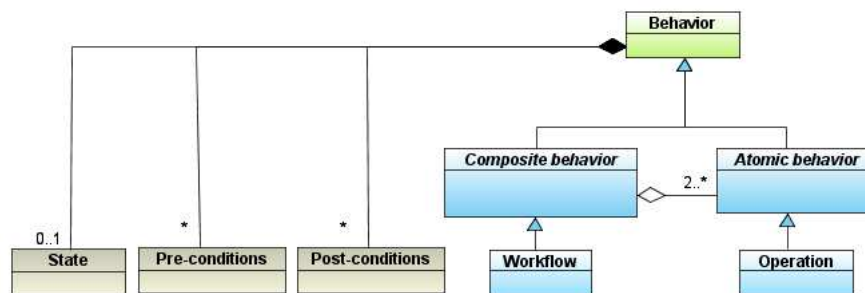 Behavior
Composite behavior
Atomic behavior
2..*
0..1
*
*
State
Pre-conditions
Post-conditions
Workflow
Operation